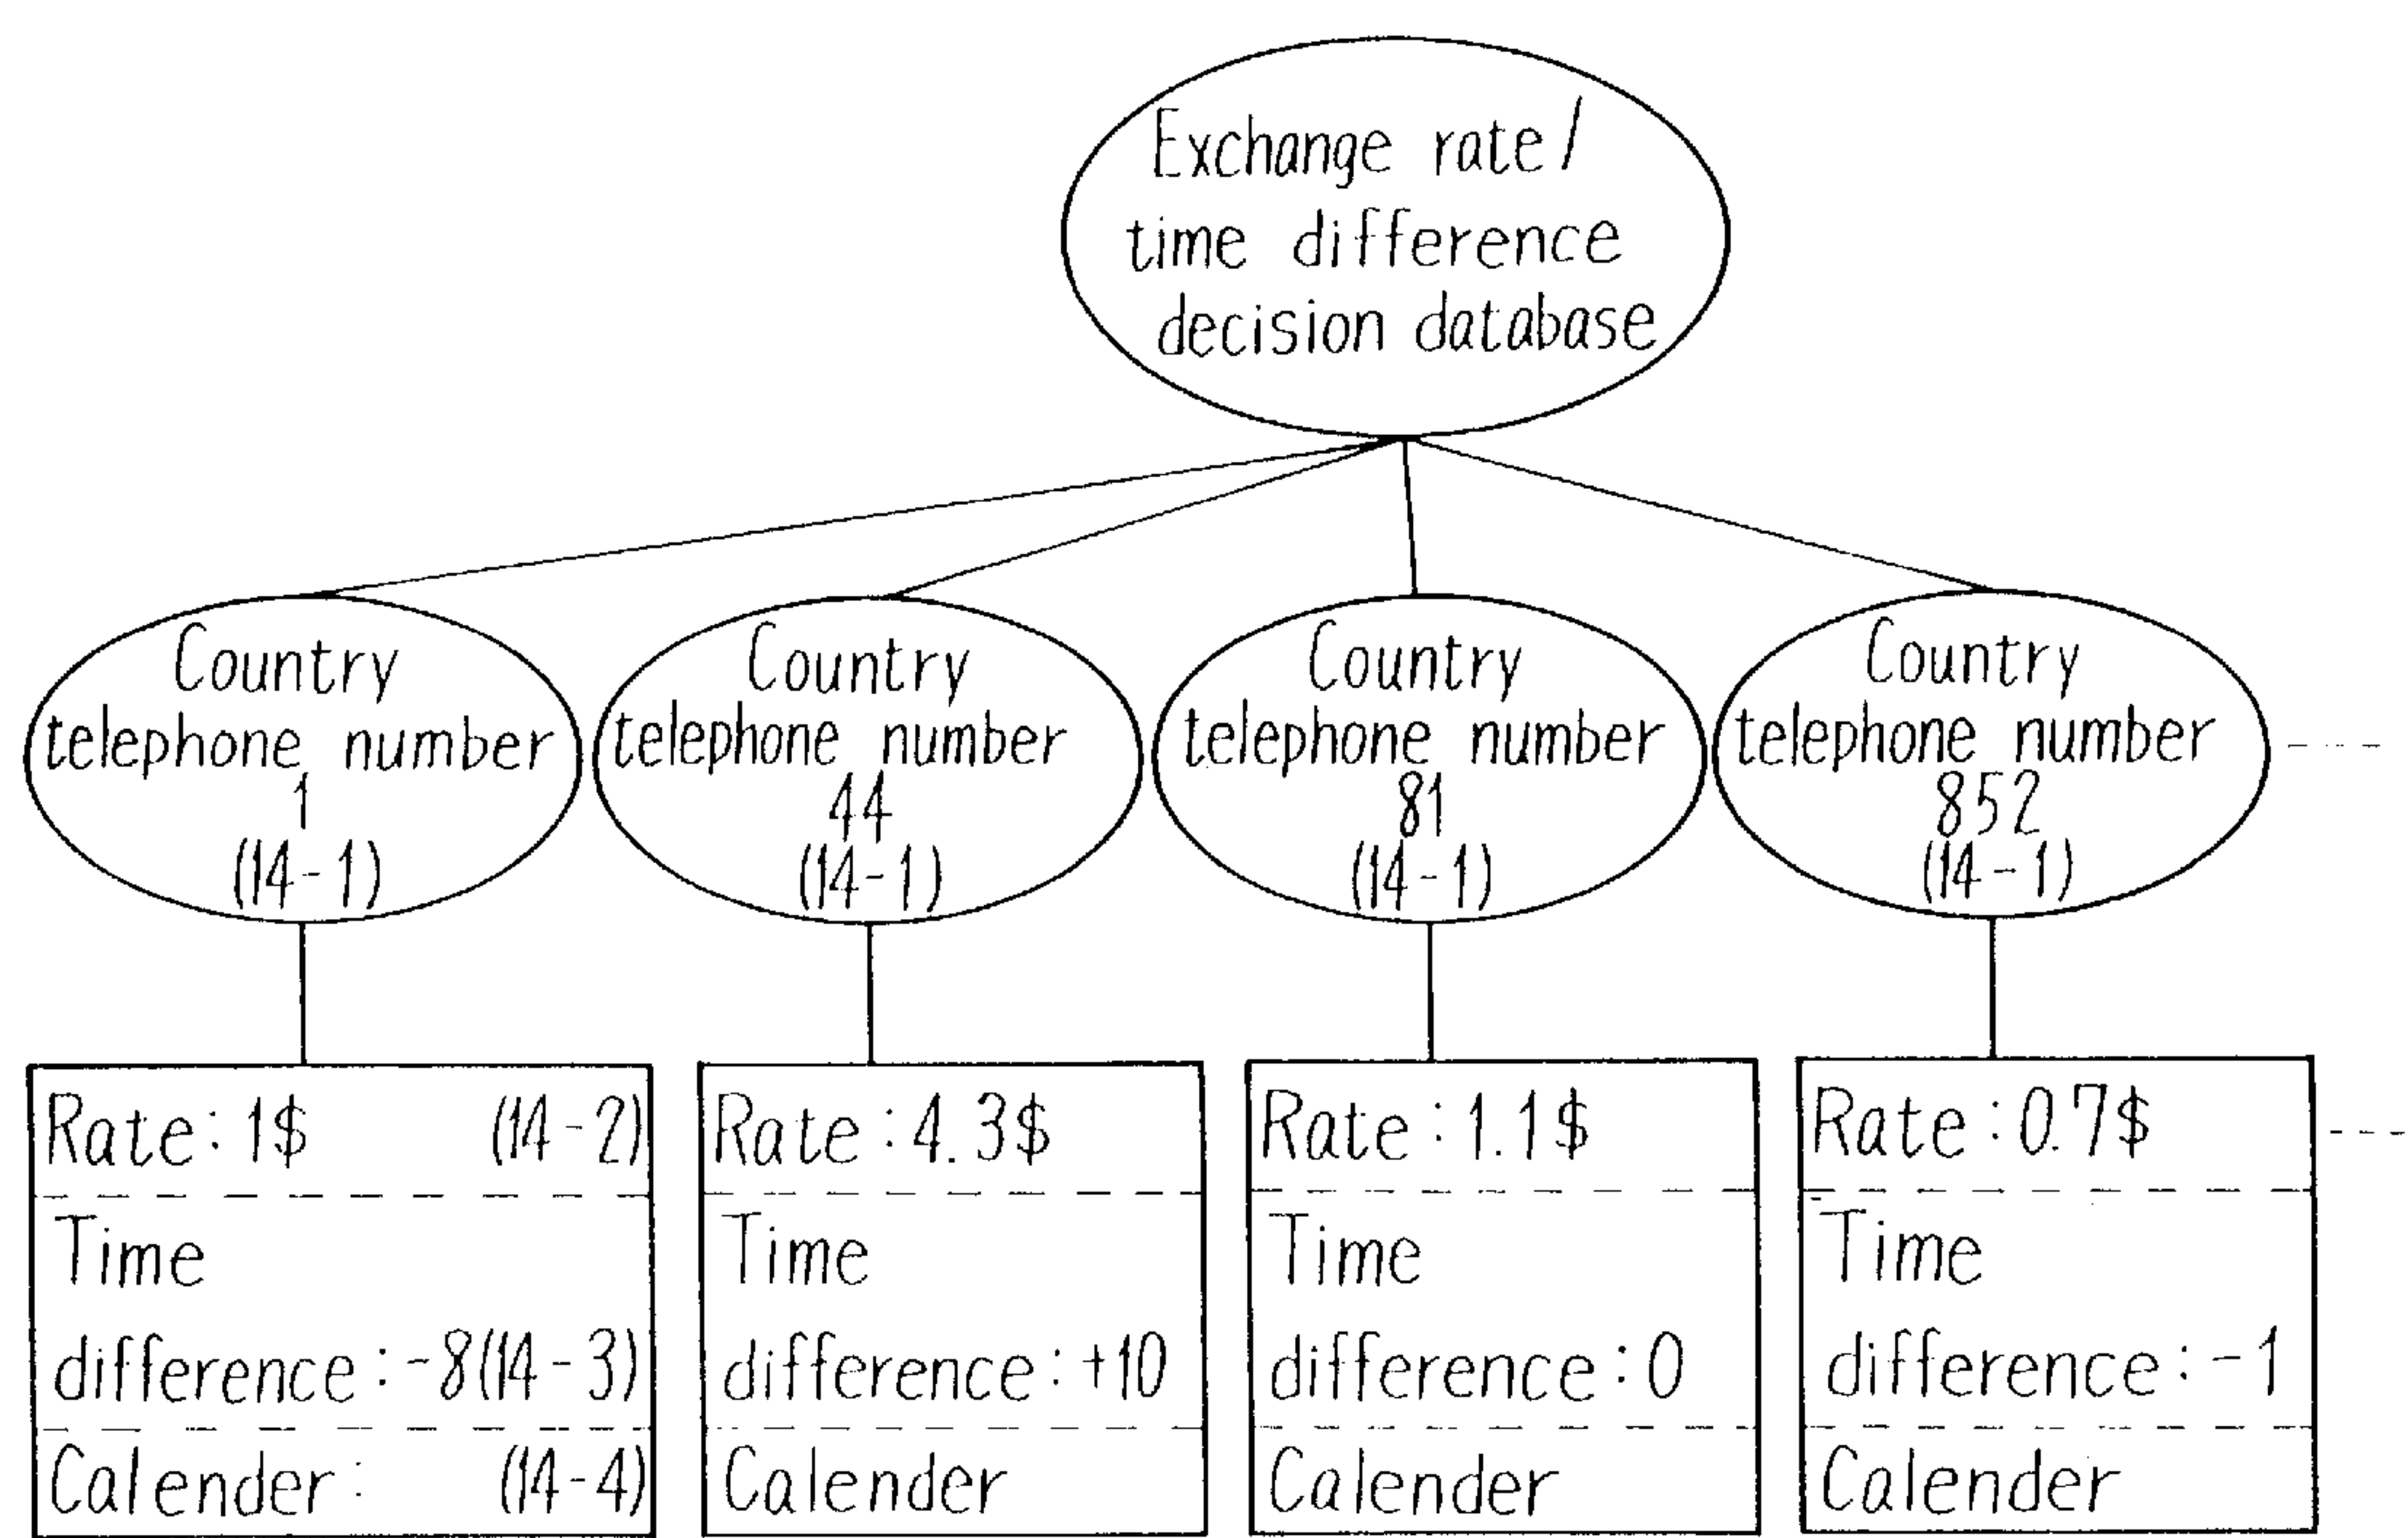 Exchange rate/
time difference
decision database
Country
telephone number
1
(14-1)
Country
telephone number
44
(14-1)
Country
telephone number
81
(14-1)
Country
telephone number
852
(14-1)
Rate: 1$ (14-2)
Time
difference: -8(14-3)
Calender: (14-4)
Rate: 4.3$
Time
difference: +10
Calender
Rate: 1.1$
Time
difference: 0
Calender
Rate: 0.7$
Time
difference: -1
Calender